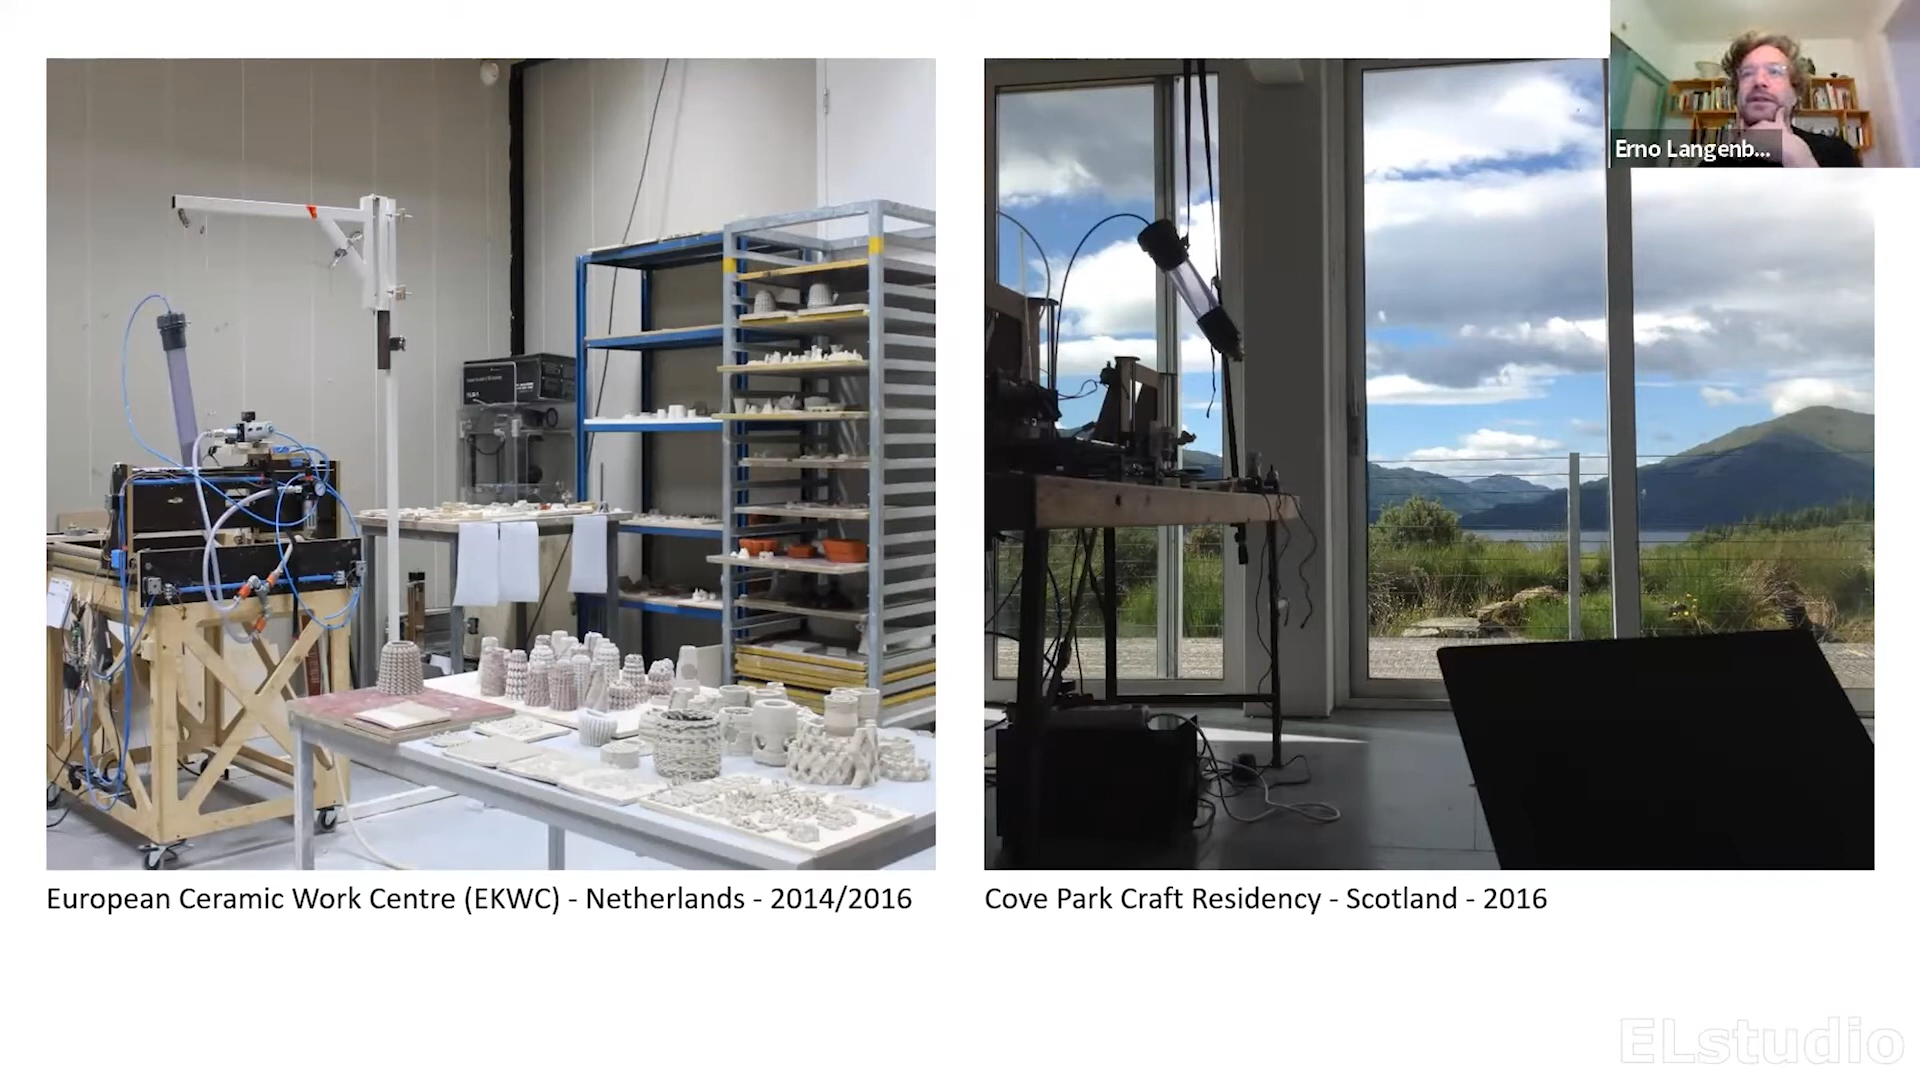 Erno Langenb...
European Ceramic Work Centre (EKWC) - Netherlands - 2014/2016
Cove Park Craft Residency - Scotland - 2016
ELstudio